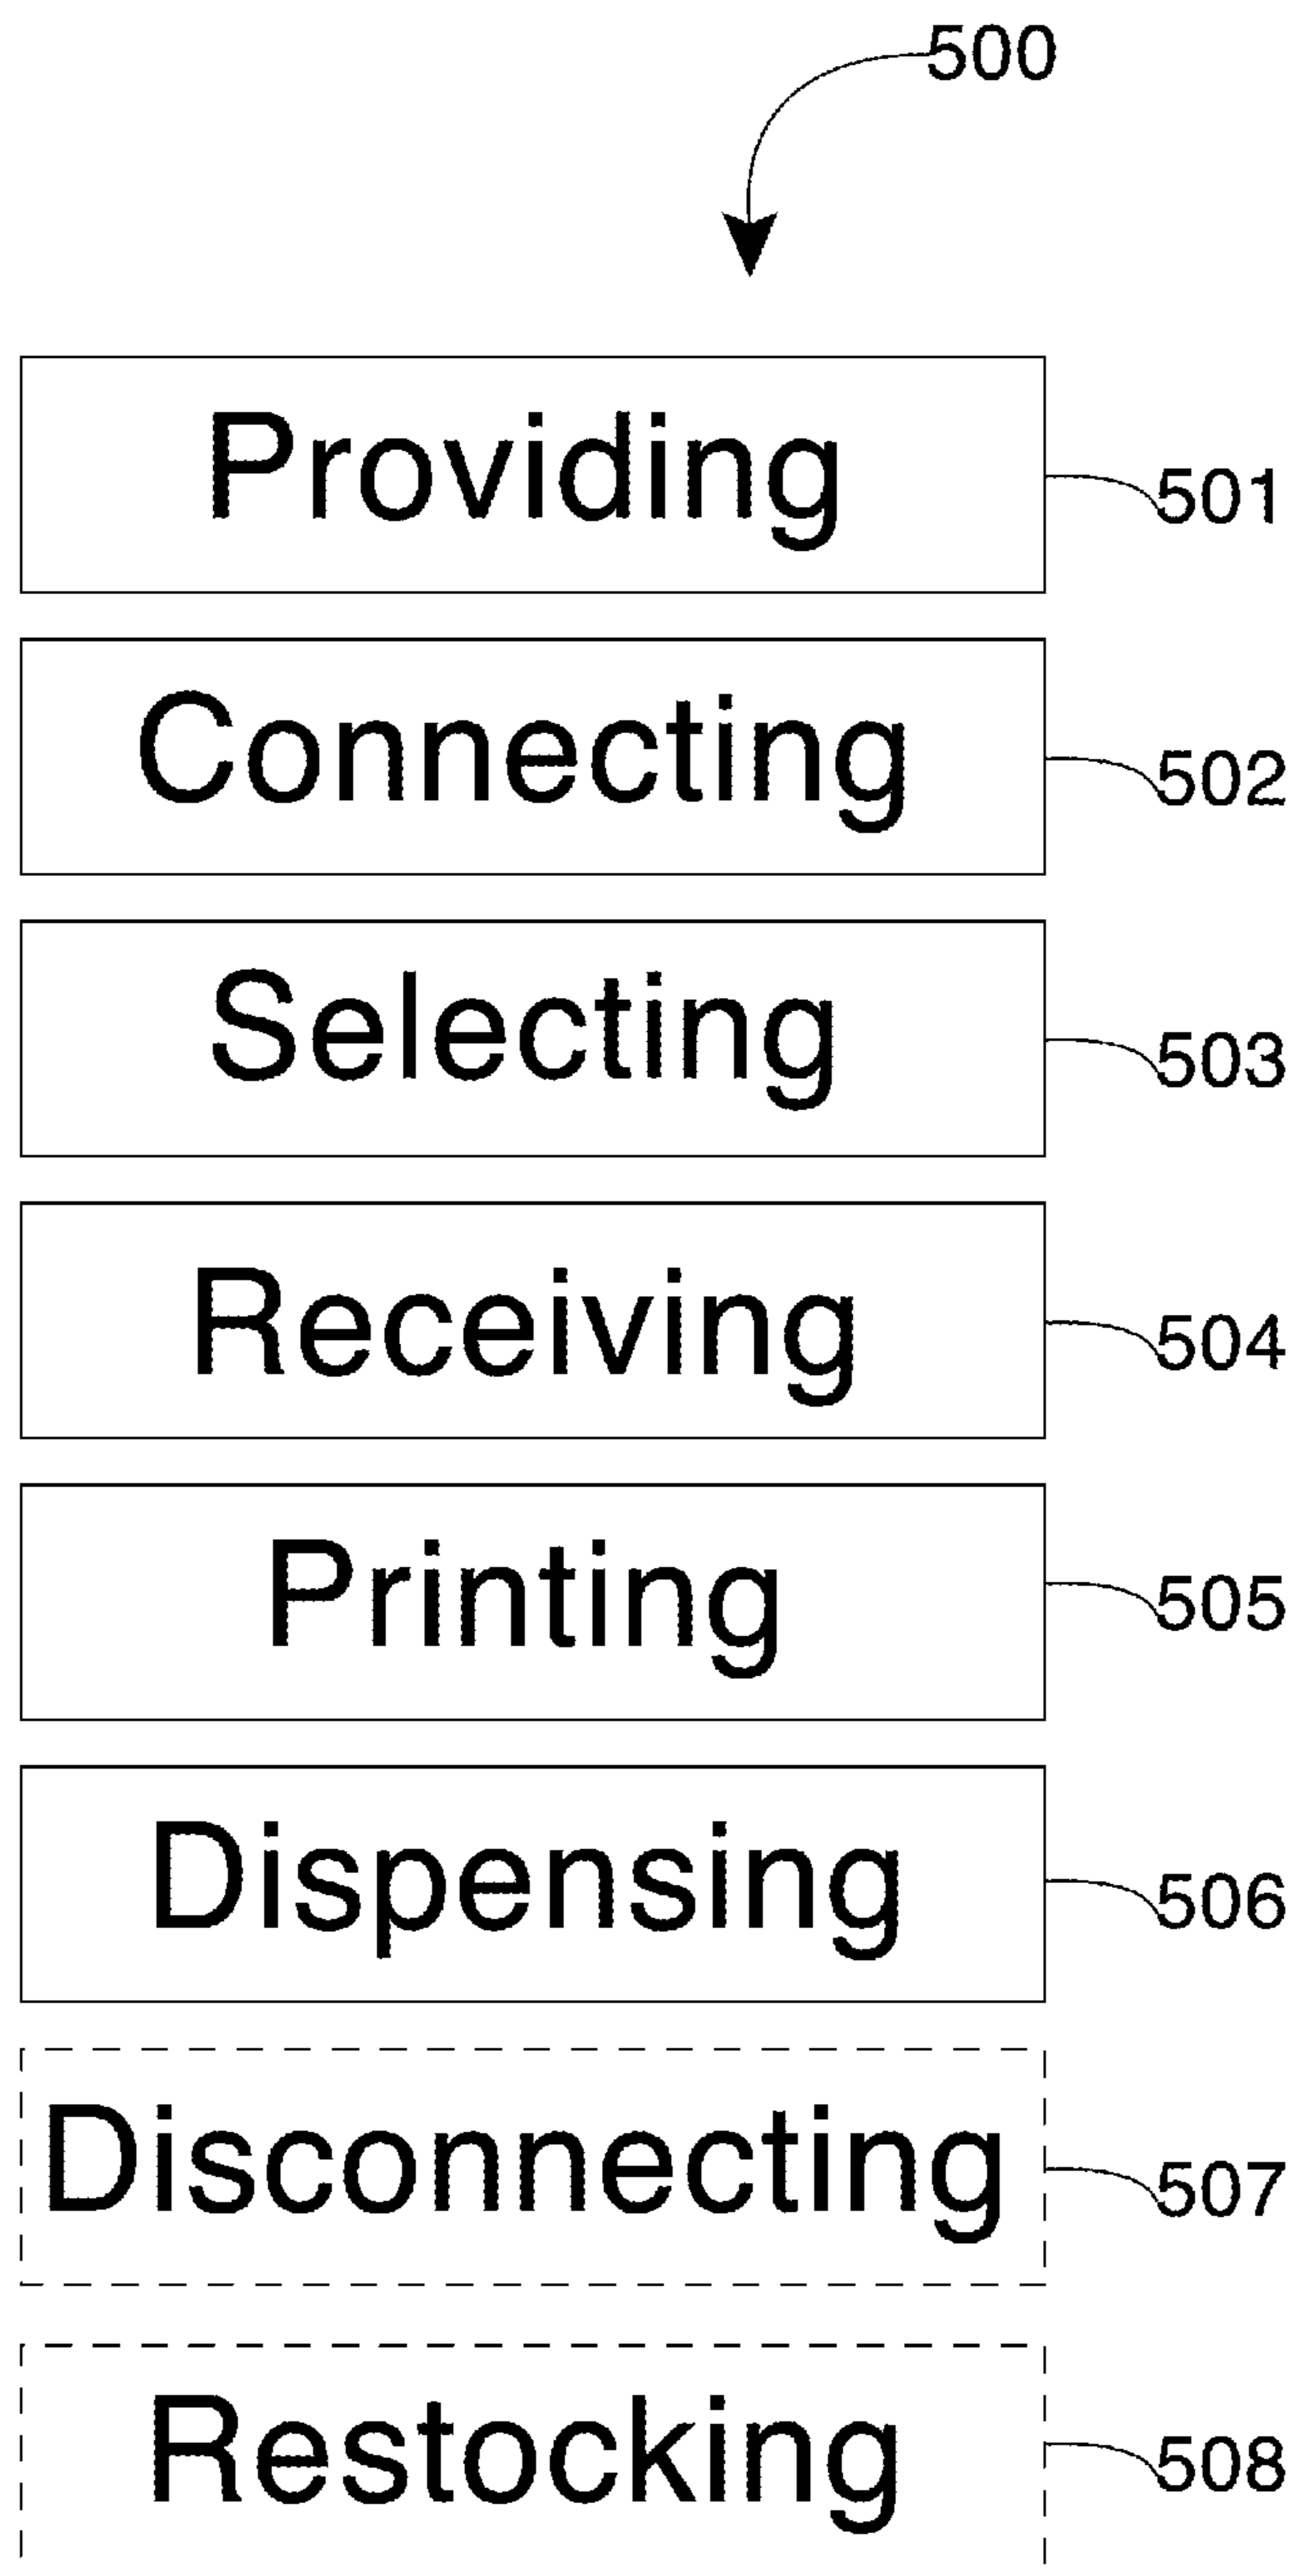 500
Providing 501
Connecting 502
Selecting 503
Receiving 504
Printing 505
Dispensing 506
Disconnecting 507
Restocking 508